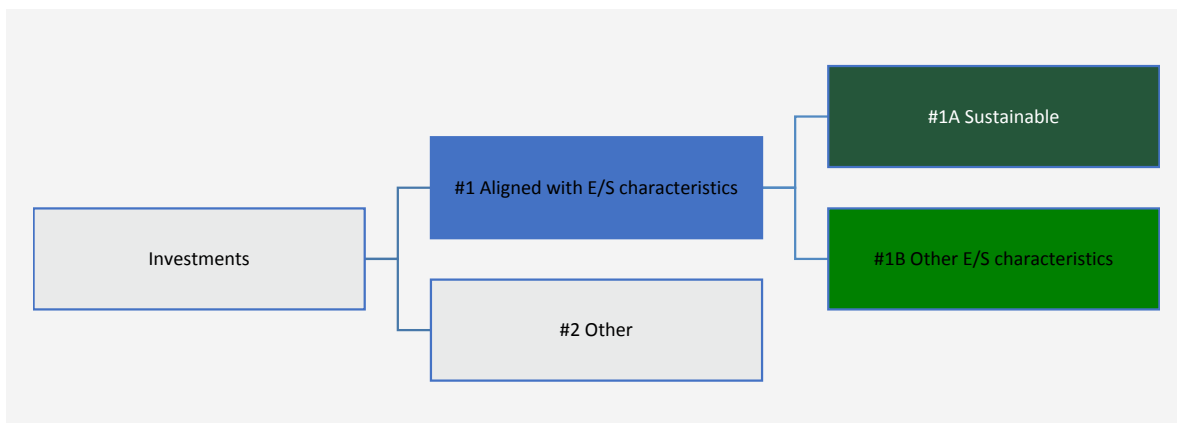 #1A Sustainable
#1 Aligned with E/S characteristics
Investments
#1B Other E/S characteristics
#2 Other